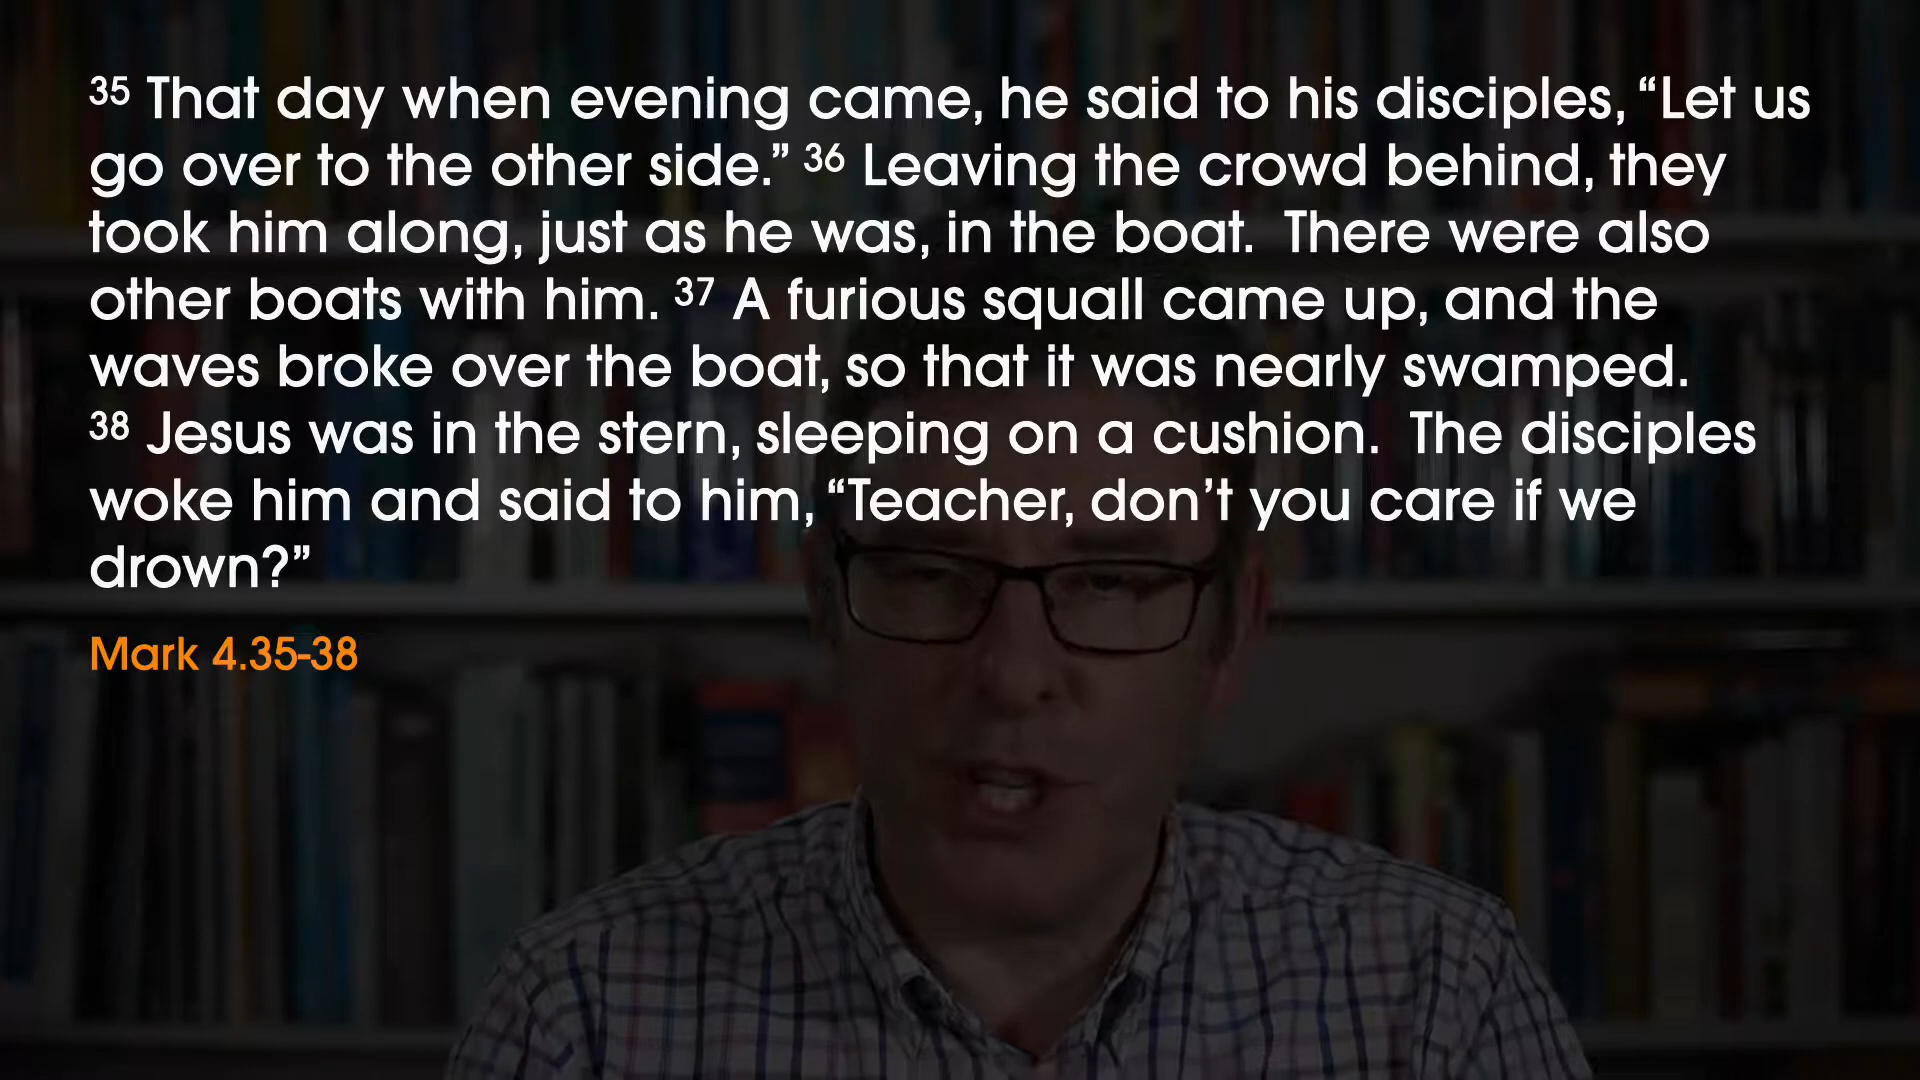 35 That day when evening came, he said to his disciples, “Let us
go over to the other side.” 36 Leaving the crowd behind, they
took him along, just as he was, in the boat.  There were also
other boats with him. 37 A furious squall came up, and the
waves broke over the boat, so that it was nearly swamped.
38 Jesus was in the stern, sleeping on a cushion.  The disciples
woke him and said to him, “Teacher, don’t you care if we
drown?”
Mark 4.35-38